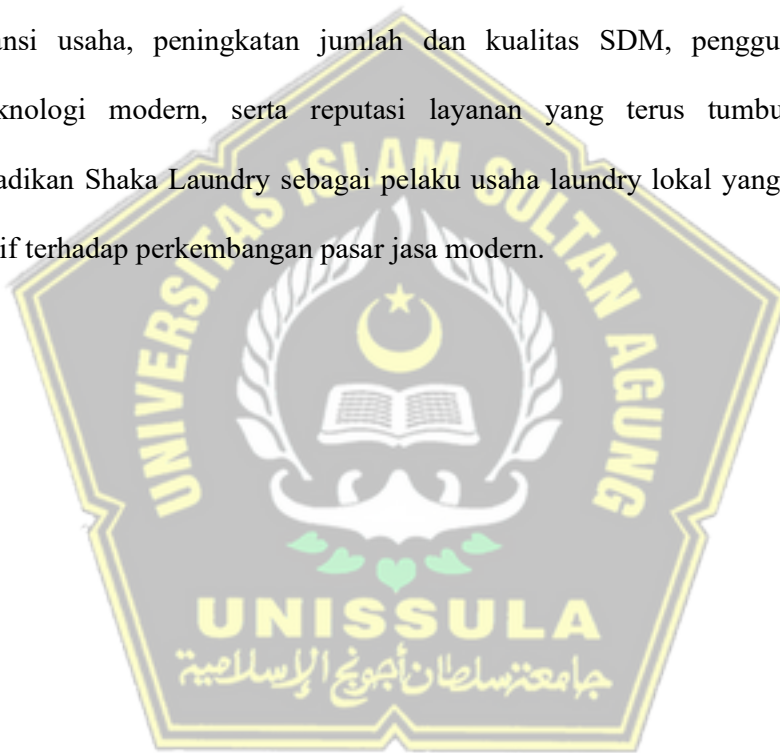 ansi usaha, peningkatan jumlah dan kualitas SDM, penggu
knologi modern, serta reputasi layanan yang terus tumbu
adikan Shaka Laundry sebagai pelaku usaha laundry lokal yang
if terhadap perkembangan pasar jasa modern.
UNIVERSITAS ISLAM SULTAN AGUNG
UNISSULA
جامعة سلطان أجونج الإسلامية